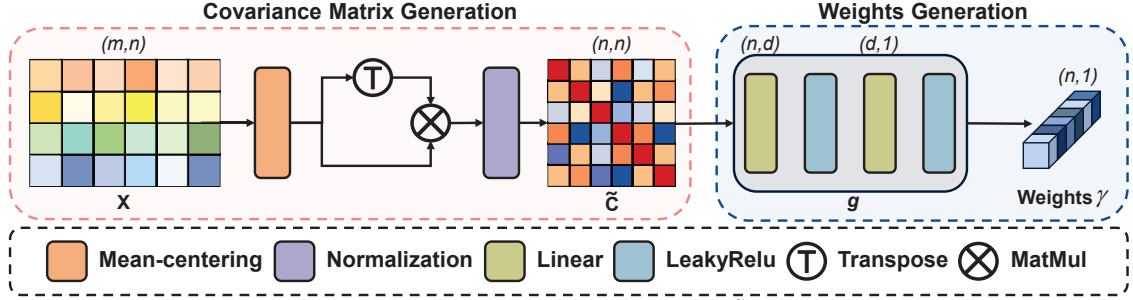 Covariance Matrix Generation
Weights Generation
(m,n)
(n,n)
(n,d)
(d,1)
(n,1)
T
X
C̃
g
Weights γ
Mean-centering
Normalization
Linear
LeakyRelu
T
Transpose
MatMul